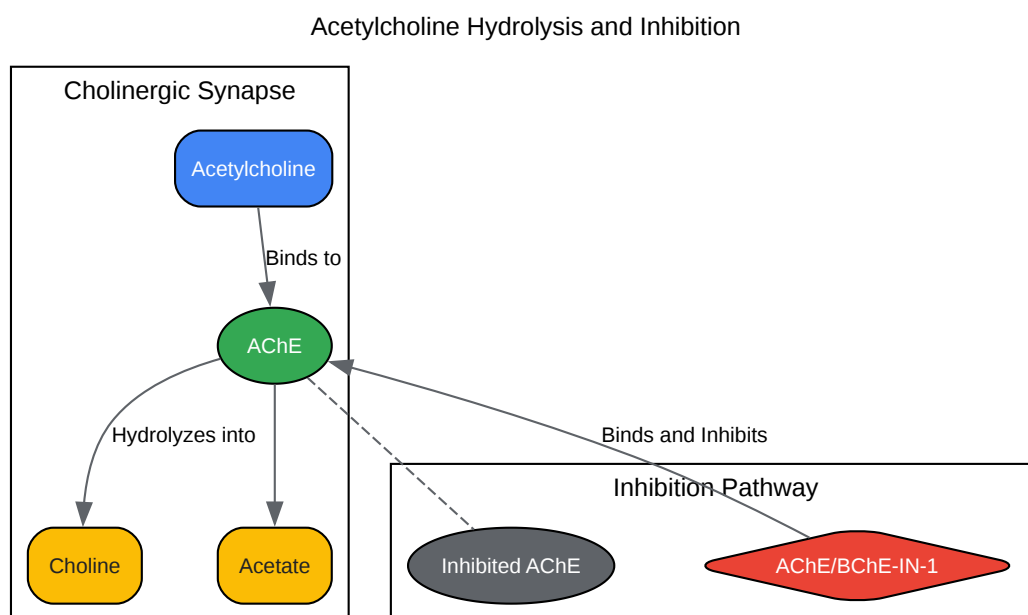 Acetylcholine Hydrolysis and Inhibition
Cholinergic Synapse
Acetylcholine
Binds to
AChE
Hydrolyzes into
Binds and Inhibits
Inhibition Pathway
Choline
Acetate
Inhibited AChE
AChE/BChE-IN-1